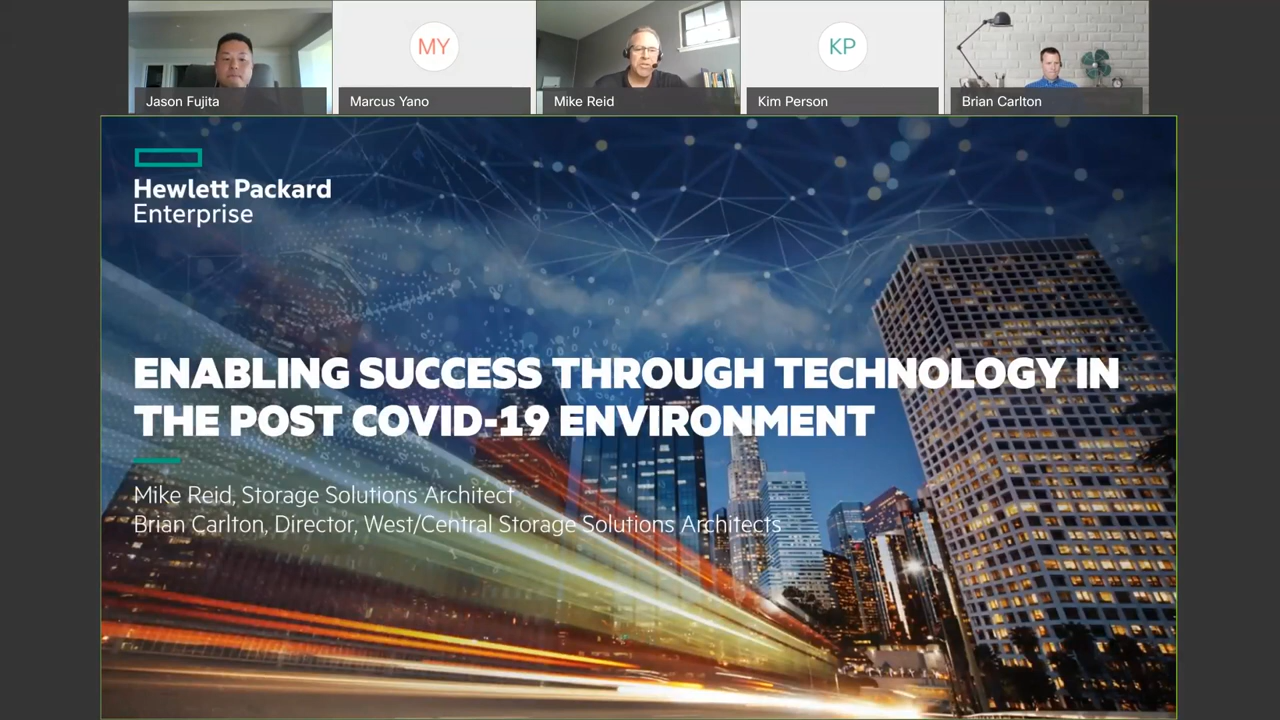 MY
KP
Jason Fujita
Marcus Yano
Mike Reid
Kim Person
Brian Carlton
Hewlett Packard
Enterprise
ENABLING SUCCESS THROUGH TECHNOLOGY IN
THE POST COVID-19 ENVIRONMENT
Mike Reid, Storage Solutions Architect
Brian Carlton, Director, West/Central Storage Solutions Architects